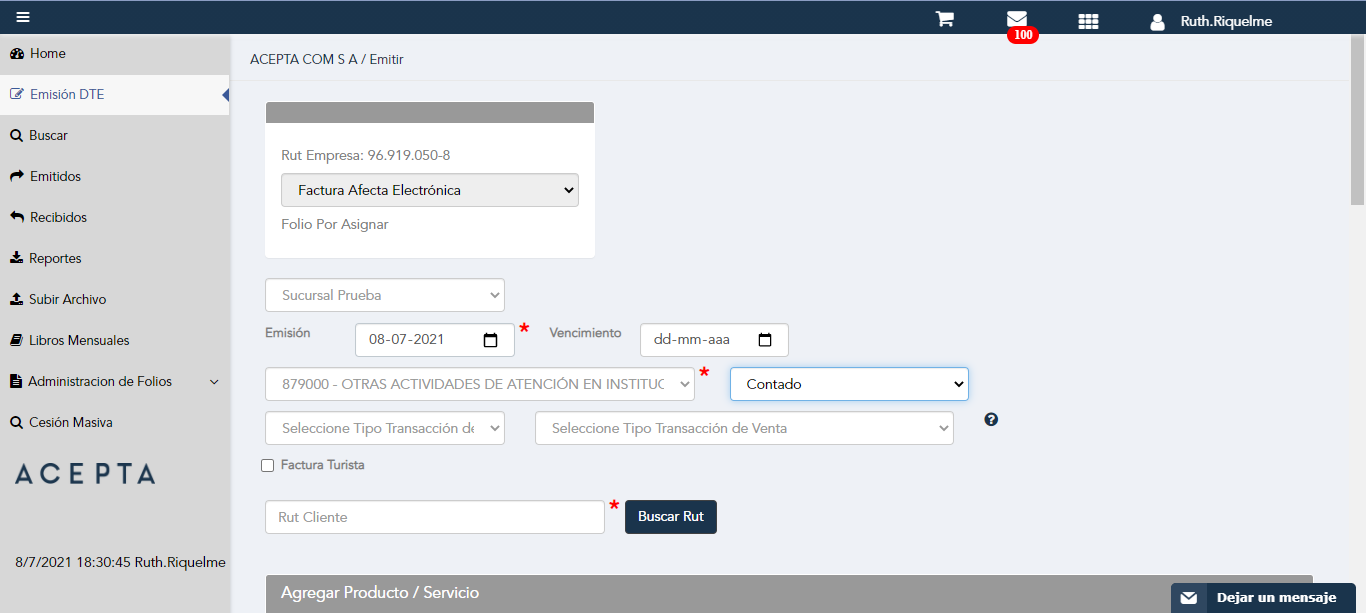 Ruth.Riquelme
100
Home
Emisión DTE
Buscar
Emitidos
Recibidos
Reportes
Subir Archivo
Libros Mensuales
Administracion de Folios
Cesión Masiva
ACEPTA
8/7/2021 18:30:45 Ruth.Riquelme
ACEPTA COM S A / Emitir
Rut Empresa: 96.919.050-8
Factura Afecta Electrónica
Folio Por Asignar
Sucursal Prueba
Emisión 08-07-2021 * Vencimiento dd-mm-aaa
879000 - OTRAS ACTIVIDADES DE ATENCIÓN EN INSTITUC * Contado
Seleccione Tipo Transacción de Seleccione Tipo Transacción de Venta ?
Factura Turista
Rut Cliente * Buscar Rut
Agregar Producto / Servicio
Dejar un mensaje